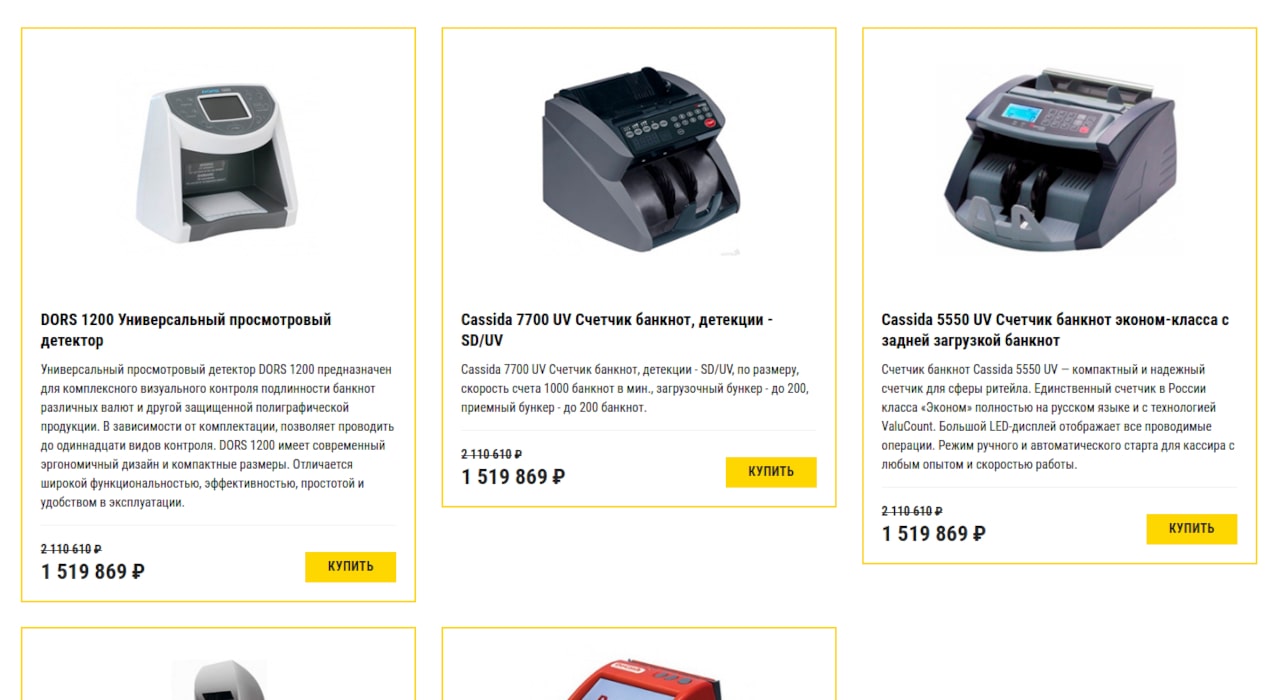 DORS 1200 Универсальный просмотровый
детектор
Универсальный просмотровый детектор DORS 1200 предназначен
для комплексного визуального контроля подлинности банкнот
различных валют и другой защищенной полиграфической
продукции. В зависимости от комплектации, позволяет проводить
до одиннадцати видов контроля. DORS 1200 имеет современный
эргономичный дизайн и компактные размеры. Отличается
широкой функциональностью, эффективностью, простотой и
удобством в эксплуатации.
2 110 610 ₽
1 519 869 ₽
КУПИТЬ
Cassida 7700 UV Счетчик банкнот, детекции -
SD/UV
Cassida 7700 UV Счетчик банкнот, детекции - SD/UV, по размеру,
скорость счета 1000 банкнот в мин., загрузочный бункер - до 200,
приемный бункер - до 200 банкнот.
2 110 610 ₽
1 519 869 ₽
КУПИТЬ
Cassida 5550 UV Счетчик банкнот эконом-класса с
задней загрузкой банкнот
Счетчик банкнот Cassida 5550 UV — компактный и надежный
счетчик для сферы ритейла. Единственный счетчик в России
класса «Эконом» полностью на русском языке и с технологией
ValuCount. Большой LED-дисплей отображает все проводимые
операции. Режим ручного и автоматического старта для кассира с
любым опытом и скоростью работы.
2 110 610 ₽
1 519 869 ₽
КУПИТЬ